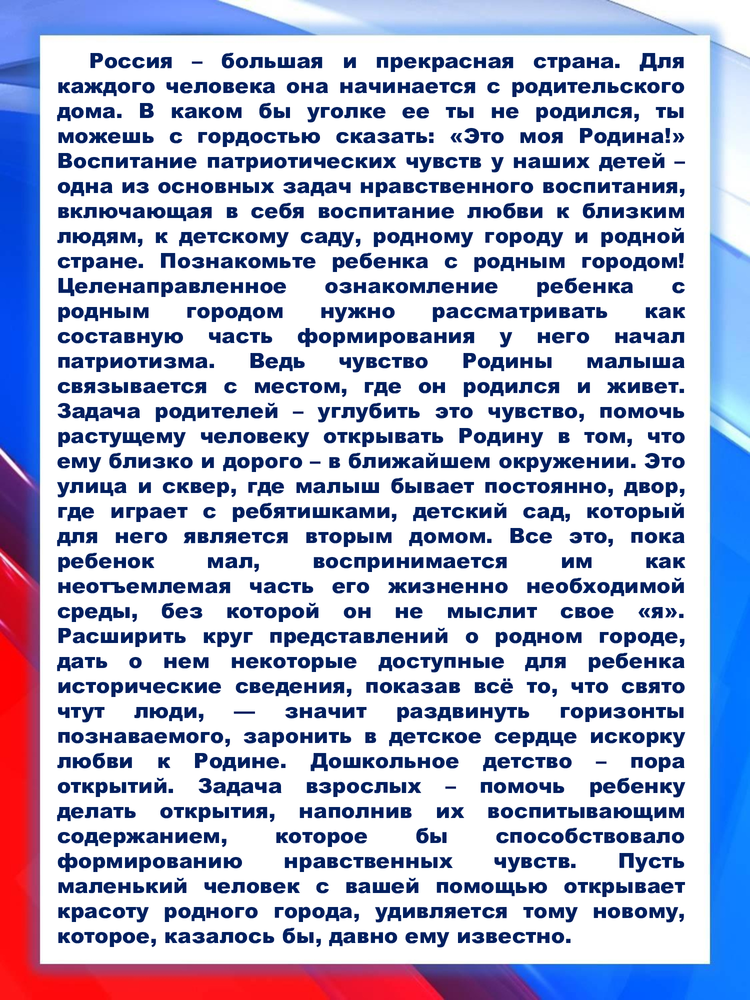 Россия – большая и прекрасная страна. Для
каждого человека она начинается с родительского
дома. В каком бы уголке ее ты не родился, ты
можешь с гордостью сказать: «Это моя Родина!»
Воспитание патриотических чувств у наших детей –
одна из основных задач нравственного воспитания,
включающая в себя воспитание любви к близким
людям, к детскому саду, родному городу и родной
стране. Познакомьте ребенка с родным городом!
Целенаправленное ознакомление ребенка с
родным городом нужно рассматривать как
составную часть формирования у него начал
патриотизма. Ведь чувство Родины малыша
связывается с местом, где он родился и живет.
Задача родителей – углубить это чувство, помочь
растущему человеку открывать Родину в том, что
ему близко и дорого – в ближайшем окружении. Это
улица и сквер, где малыш бывает постоянно, двор,
где играет с ребятишками, детский сад, который
для него является вторым домом. Все это, пока
ребенок мал, воспринимается им как
неотъемлемая часть его жизненно необходимой
среды, без которой он не мыслит свое «я».
Расширить круг представлений о родном городе,
дать о нем некоторые доступные для ребенка
исторические сведения, показав всё то, что свято
чтут люди, — значит раздвинуть горизонты
познаваемого, заронить в детское сердце искорку
любви к Родине. Дошкольное детство – пора
открытий. Задача взрослых – помочь ребенку
делать открытия, наполнив их воспитывающим
содержанием, которое бы способствовало
формированию нравственных чувств. Пусть
маленький человек с вашей помощью открывает
красоту родного города, удивляется тому новому,
которое, казалось бы, давно ему известно.